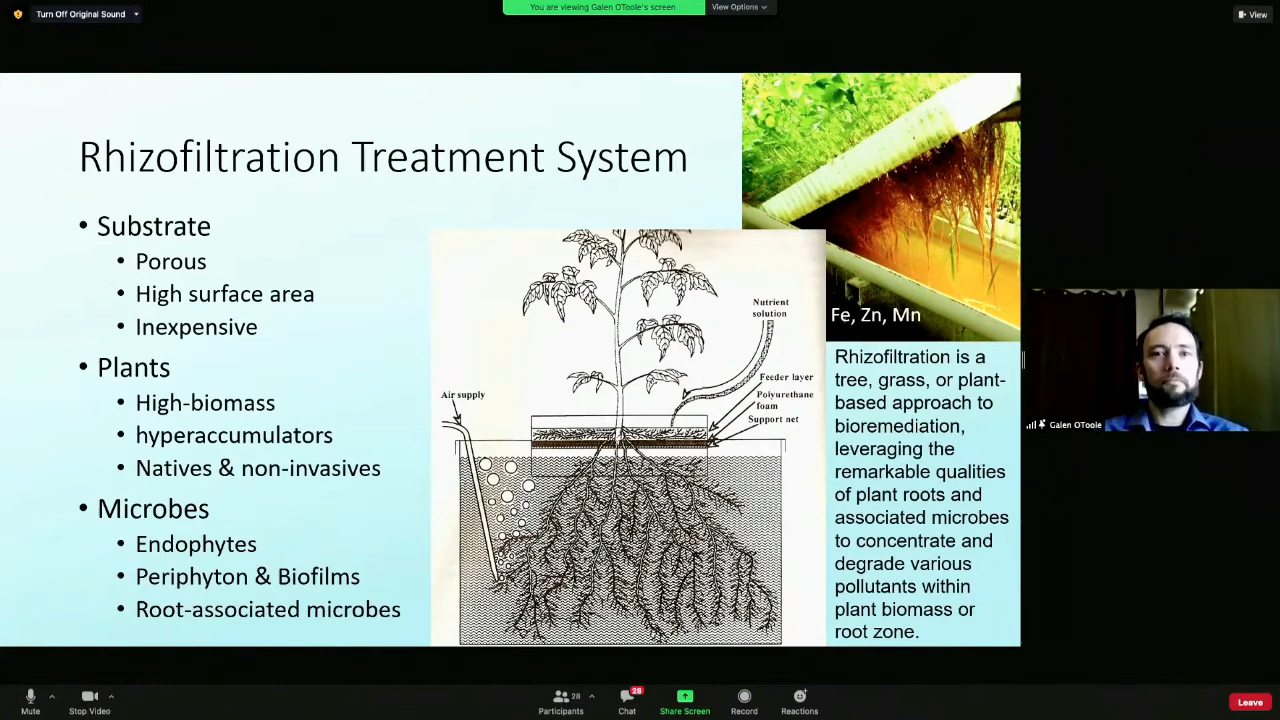 Turn Off Original Sound
You are viewing Galen OToole's screen
View Options
View
Rhizofiltration Treatment System
• Substrate
• Porous
• High surface area
• Inexpensive
• Plants
• High-biomass
• hyperaccumulators
• Natives & non-invasives
• Microbes
• Endophytes
• Periphyton & Biofilms
• Root-associated microbes
Nutrient
solution
Feeder layer
Polyurethane
foam
Support net
Air supply
Fe, Zn, Mn
Rhizofiltration is a
tree, grass, or plant-
based approach to
bioremediation,
leveraging the
remarkable qualities
of plant roots and
associated microbes
to concentrate and
degrade various
pollutants within
plant biomass or
root zone.
Galen OToole
Mute
Stop Video
28
Participants
28
Chat
Share Screen
Record
Reactions
Leave